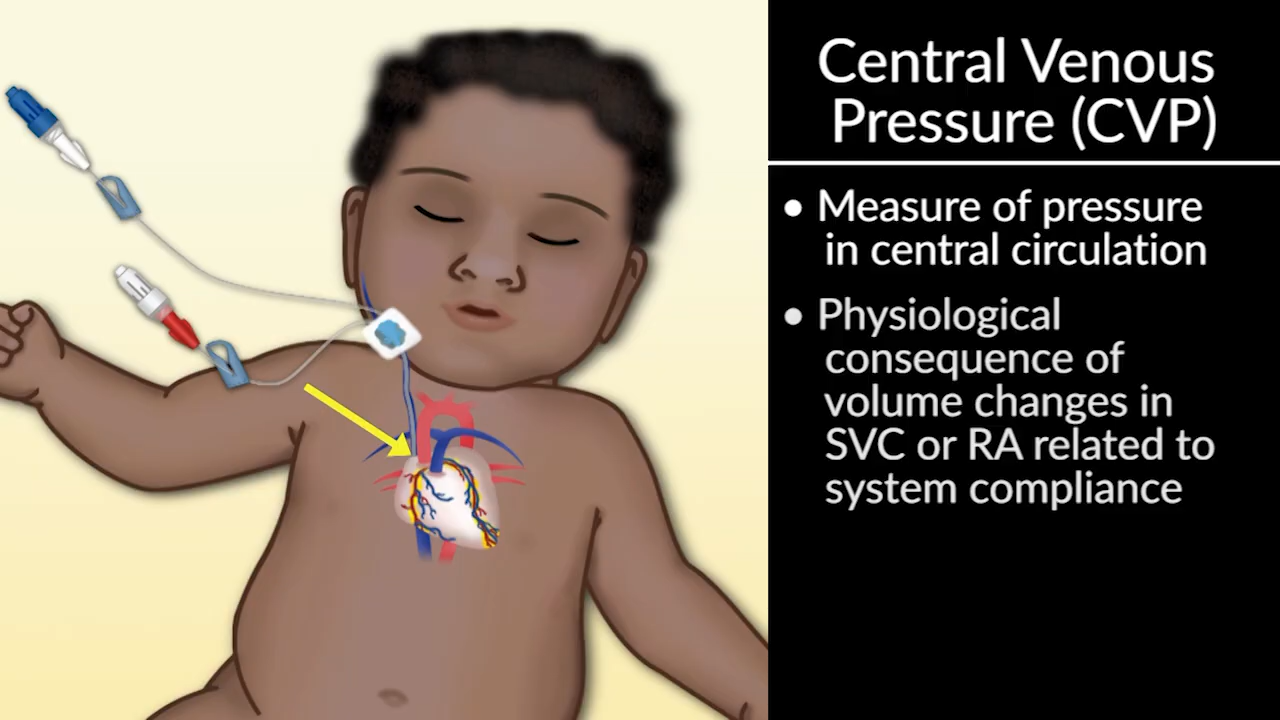 Central Venous
Pressure (CVP)
• Measure of pressure
in central circulation
• Physiological
consequence of
volume changes in
SVC or RA related to
system compliance